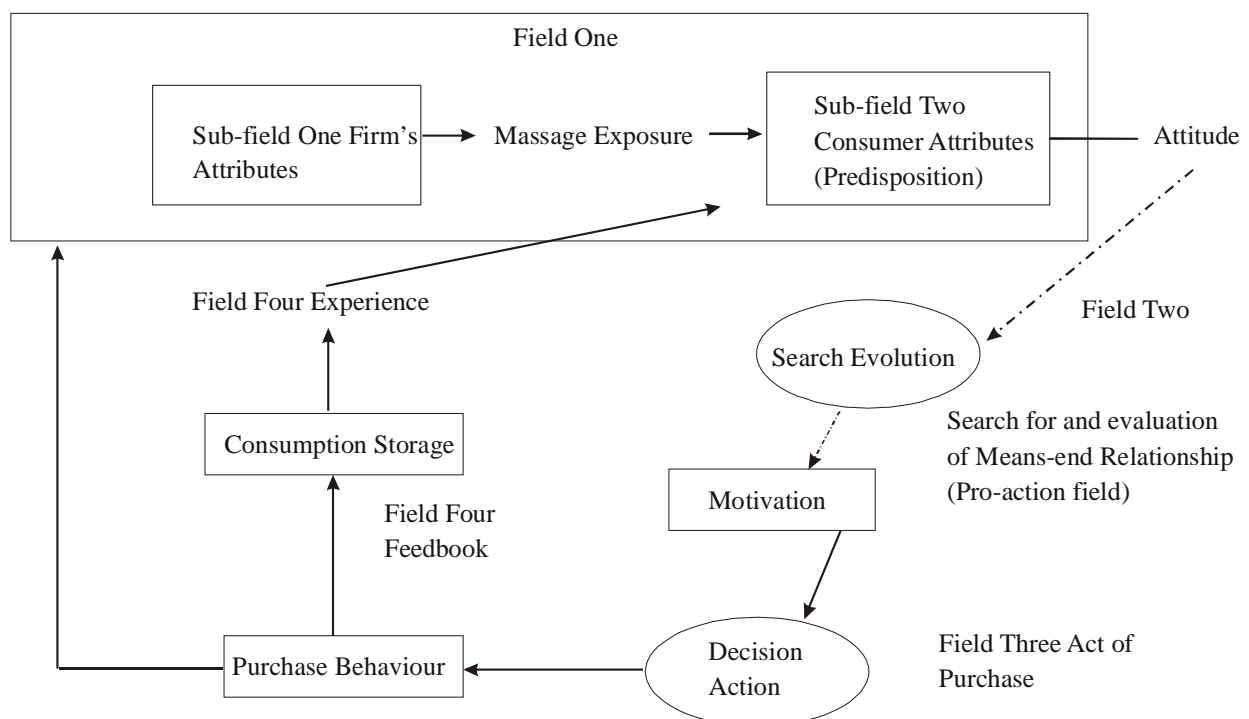 Field One
Sub-field One Firm's
Attributes
Massage Exposure
Sub-field Two
Consumer Attributes
(Predisposition)
Attitude
Field Four Experience
Field Two
Search Evolution
Consumption Storage
Search for and evaluation
of Means-end Relationship
(Pro-action field)
Motivation
Field Four
Feedbook
Purchase Behaviour
Decision
Action
Field Three Act of
Purchase